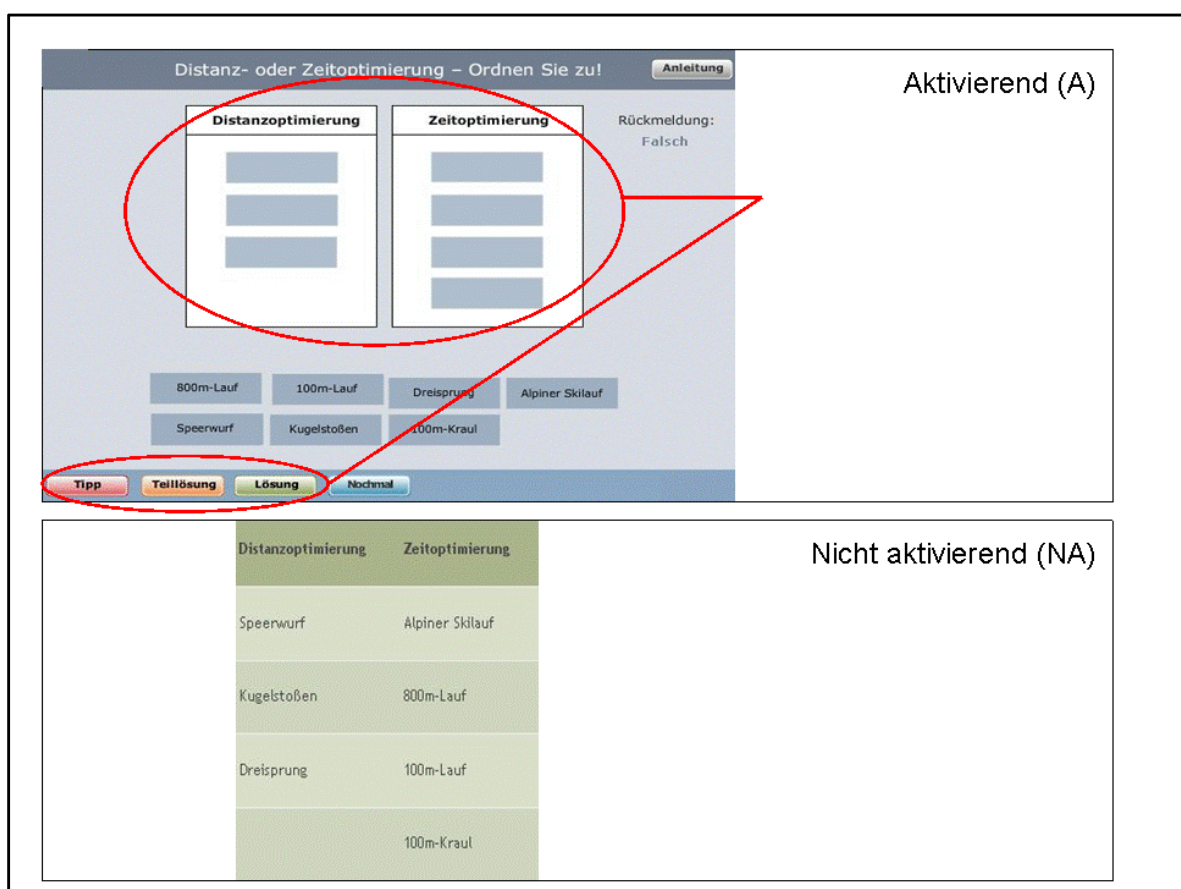 Distanz- oder Zeitoptimierung – Ordnen Sie zu!
Anleitung
Aktivierend (A)
Distanzoptimierung
Zeitoptimierung
Rückmeldung:
Falsch
800m-Lauf
100m-Lauf
Dreisprung
Alpiner Skilauf
Speerwurf
Kugelstoßen
100m-Kraul
Tipp
Teillösung
Lösung
Nochmal
Nicht aktivierend (NA)
Distanzoptimierung Zeitoptimierung
Speerwurf Alpiner Skilauf
Kugelstoßen 800m-Lauf
Dreisprung 100m-Lauf
100m-Kraul